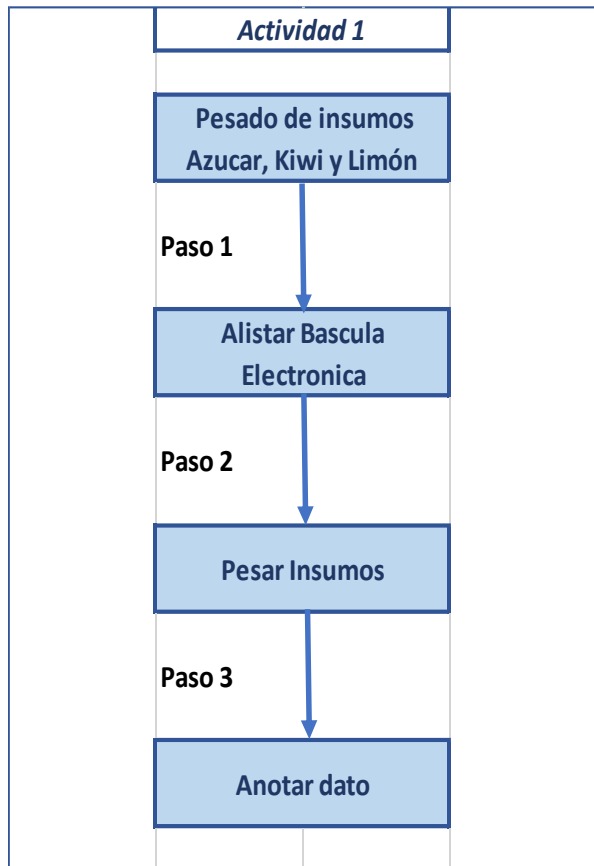 Actividad 1
Pesado de insumos
Azucar, Kiwi y Limón
Paso 1
Alistar Bascula
Electronica
Paso 2
Pesar Insumos
Paso 3
Anotar dato